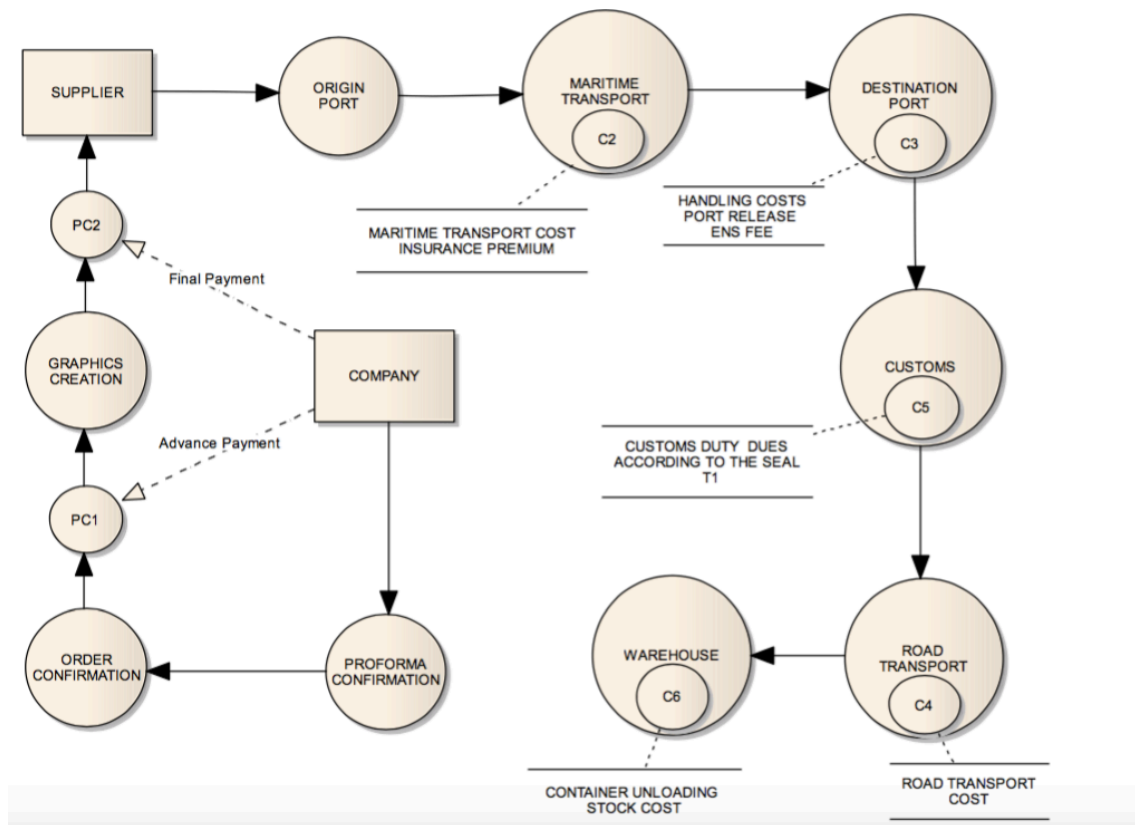 SUPPLIER
ORIGIN
PORT
MARITIME
TRANSPORT
C2
DESTINATION
PORT
C3
MARITIME TRANSPORT COST
INSURANCE PREMIUM
HANDLING COSTS
PORT RELEASE
ENS FEE
PC2
Final Payment
GRAPHICS
CREATION
COMPANY
CUSTOMS
C5
Advance Payment
CUSTOMS DUTY  DUES
ACCORDING TO THE SEAL
T1
PC1
ORDER
CONFIRMATION
PROFORMA
CONFIRMATION
WAREHOUSE
C6
ROAD
TRANSPORT
C4
CONTAINER UNLOADING
STOCK COST
ROAD TRANSPORT
COST